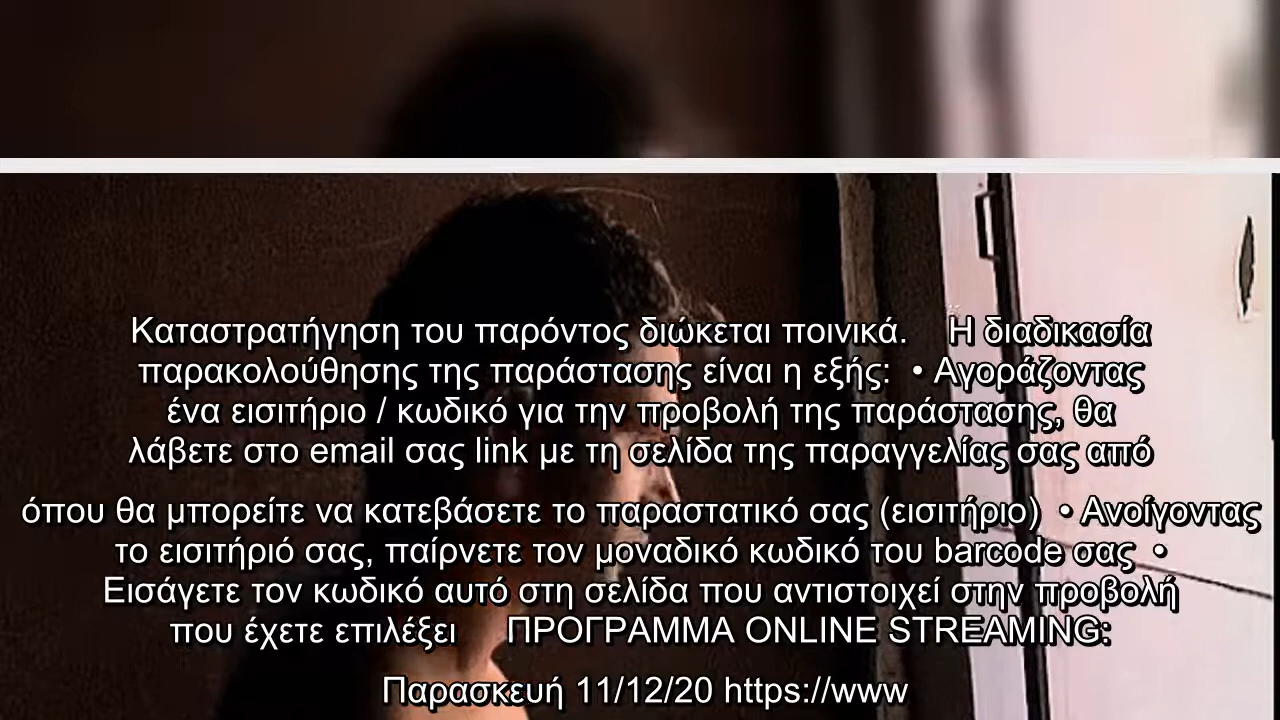 Καταστρατήγηση του παρόντος διώκεται ποινικά.    Η διαδικασία
παρακολούθησης της παράστασης είναι η εξής:  • Αγοράζοντας
ένα εισιτήριο / κωδικό για την προβολή της παράστασης, θα
λάβετε στο email σας link με τη σελίδα της παραγγελίας σας από
όπου θα μπορείτε να κατεβάσετε το παραστατικό σας (εισιτήριο)  • Ανοίγοντας
το εισιτήριό σας, παίρνετε τον μοναδικό κωδικό του barcode σας  •
Εισάγετε τον κωδικό αυτό στη σελίδα που αντιστοιχεί στην προβολή
που έχετε επιλέξει     ΠΡΟΓΡΑΜΜΑ ONLINE STREAMING:
Παρασκευή 11/12/20 https://www